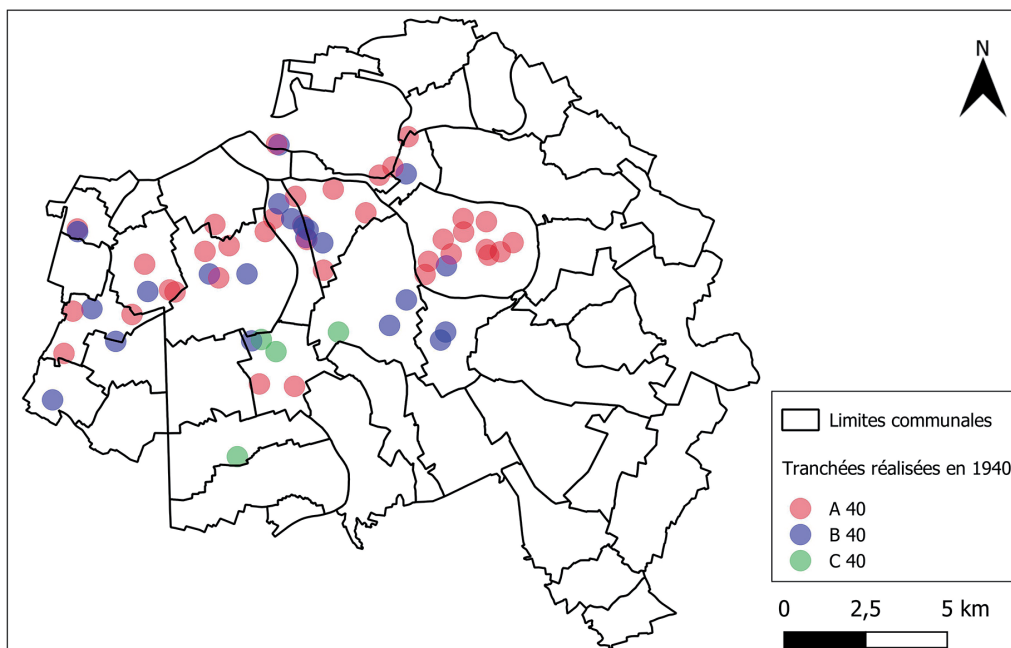 N
Limites communales
Tranchées réalisées en 1940
A 40
B 40
C 40
0 2,5 5 km